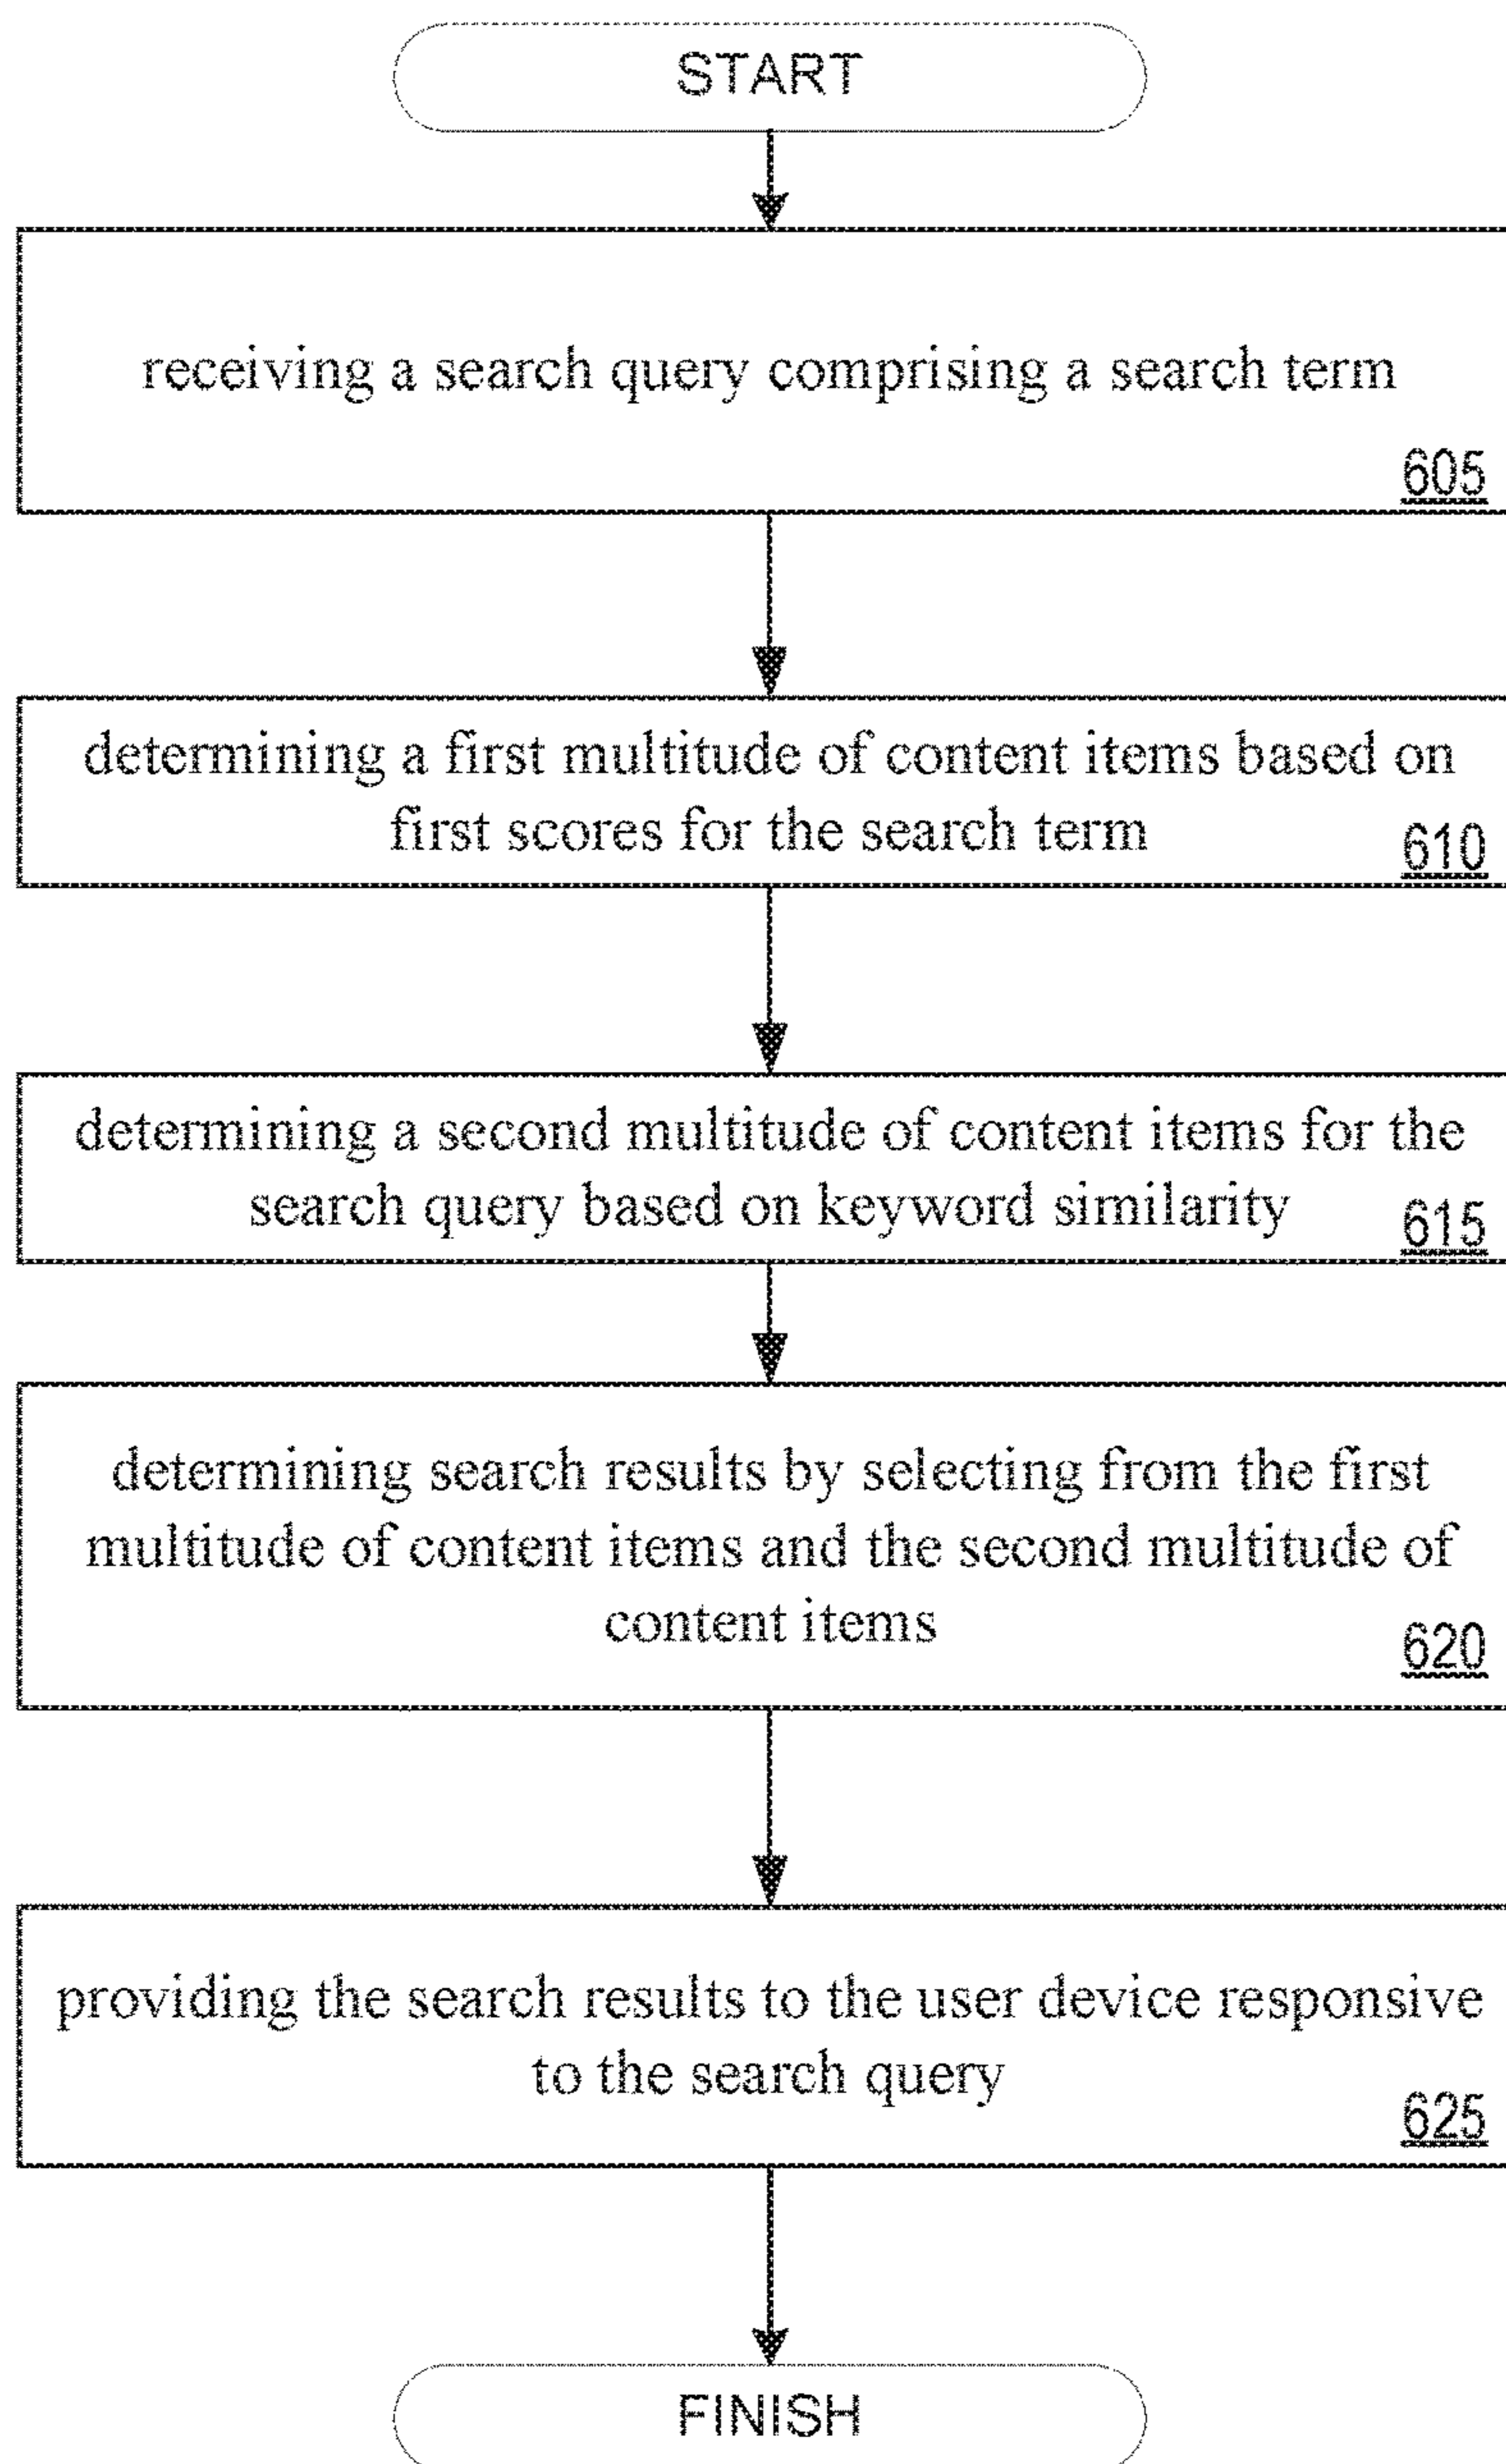 START
receiving a search query comprising a search term
605
determining a first multitude of content items based on
first scores for the search term
610
determining a second multitude of content items for the
search query based on keyword similarity
615
determining search results by selecting from the first
multitude of content items and the second multitude of
content items
620
providing the search results to the user device responsive
to the search query
625
FINISH